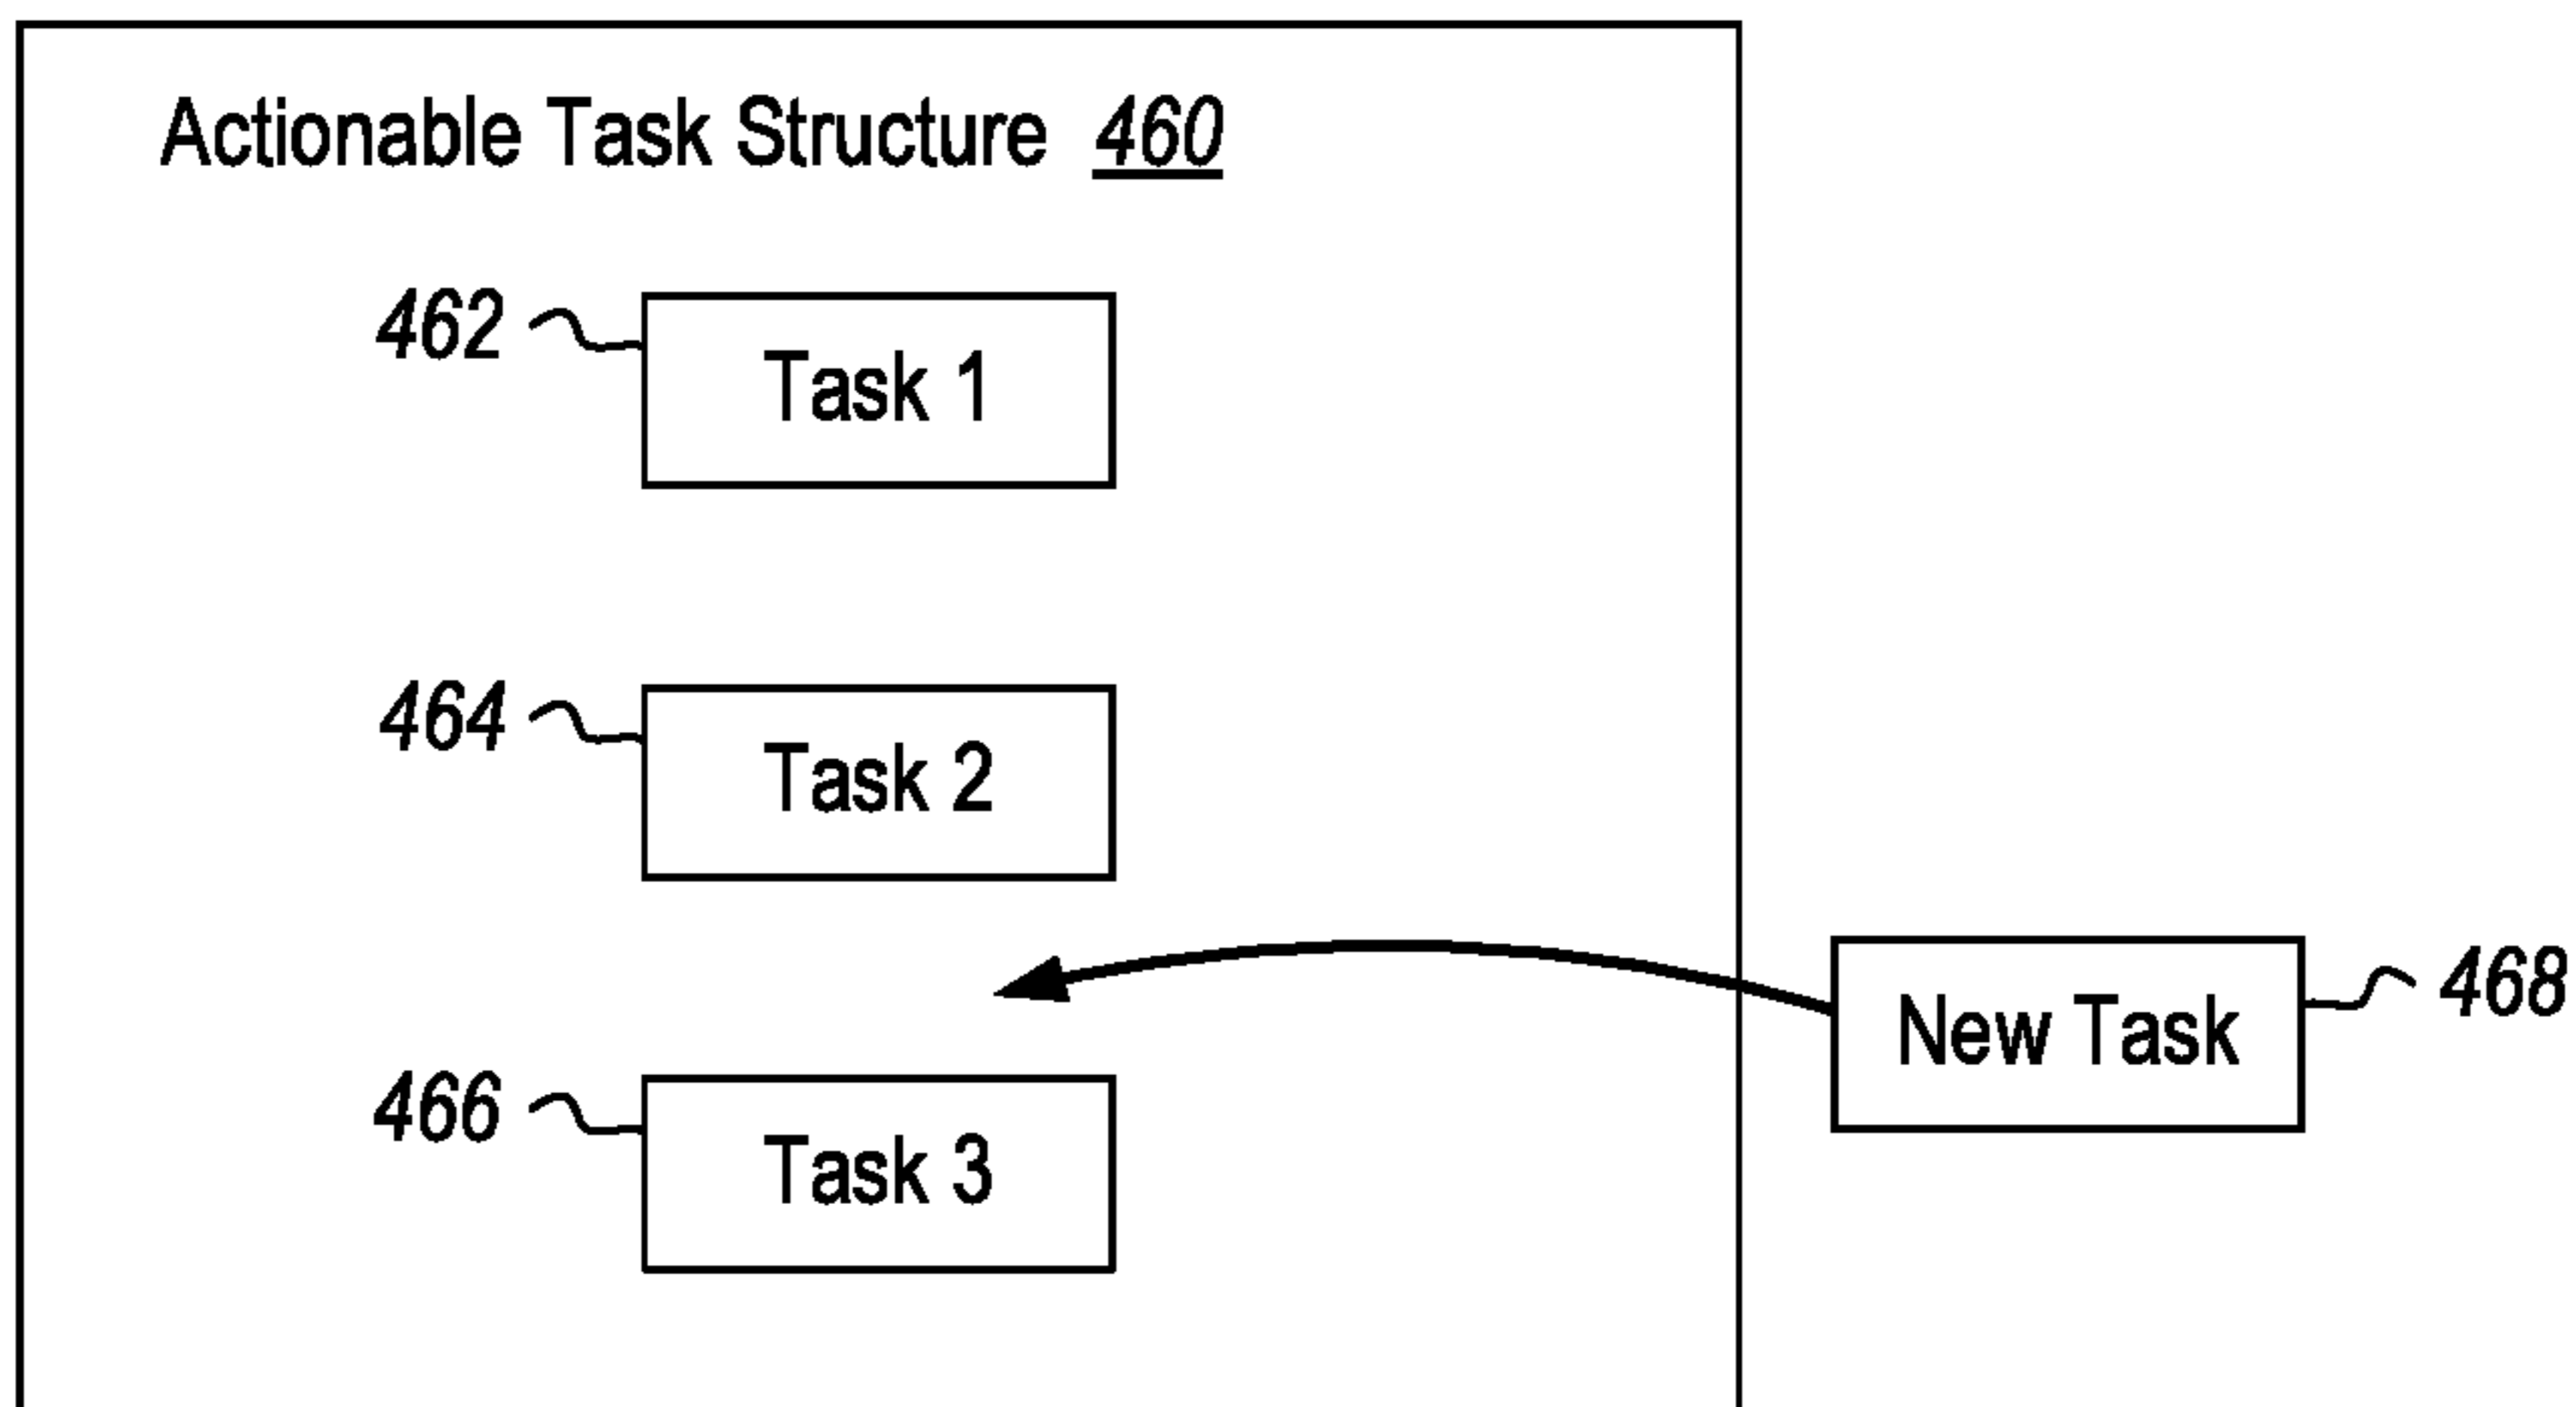 Actionable Task Structure 460
462
Task 1
464
Task 2
New Task
468
466
Task 3